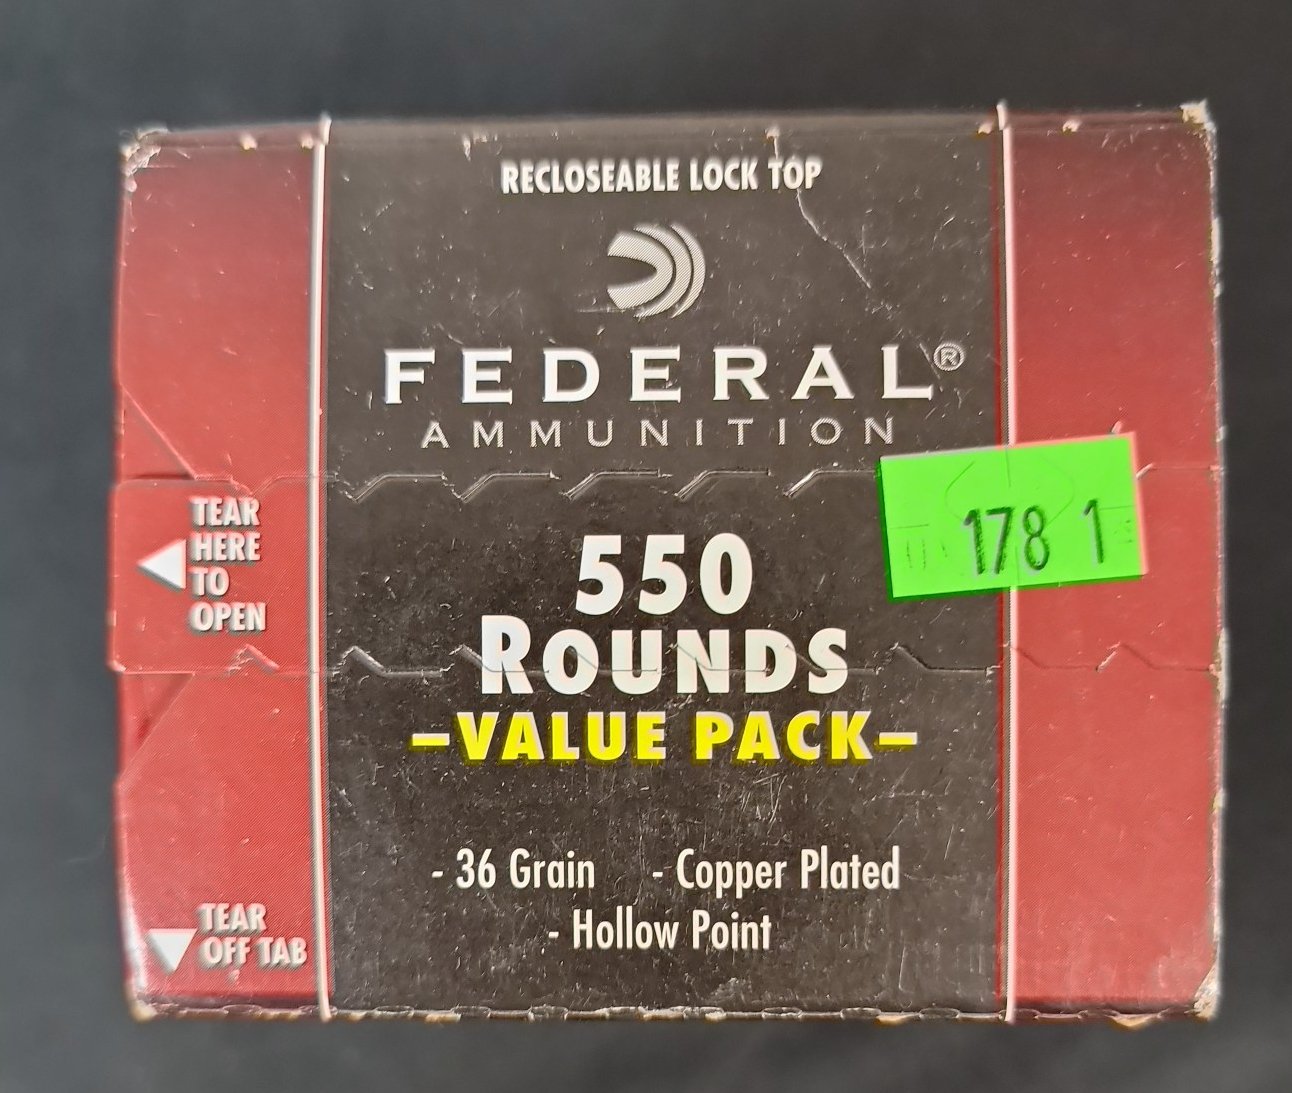 RECLOSEABLE LOCK TOP
FEDERAL®
AMMUNITION
178 1
TEAR
HERE
TO
OPEN
550
ROUNDS
–VALUE PACK–
- 36 Grain - Copper Plated
- Hollow Point
TEAR
OFF TAB